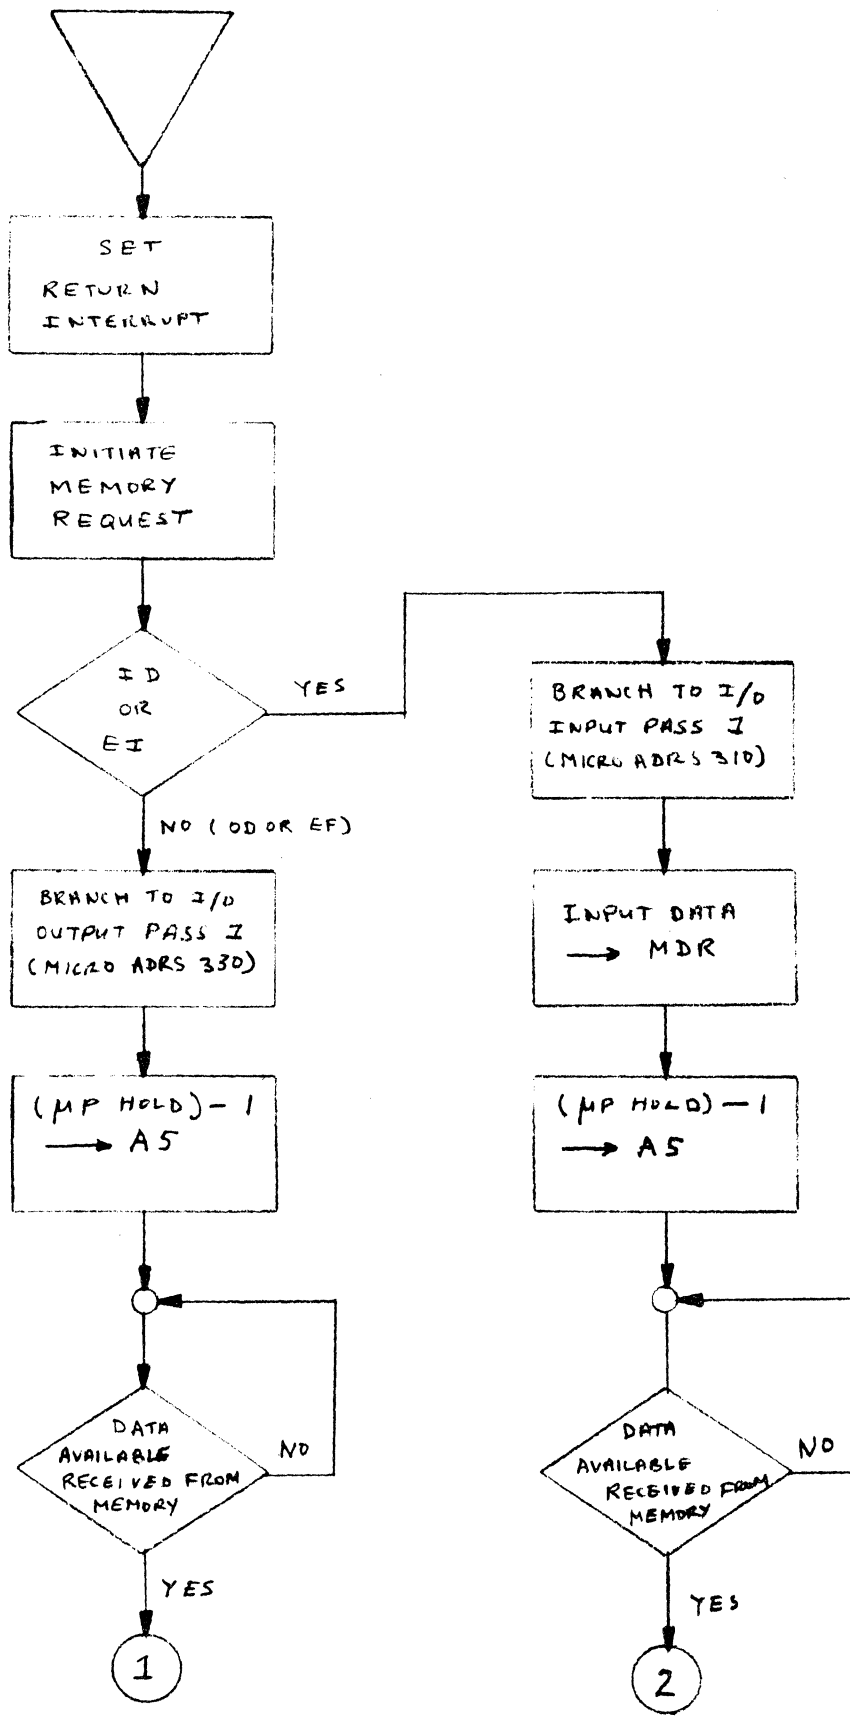 SET
RETURN
INTERRUPT
INITIATE
MEMORY
REQUEST
ID
OR
EI
YES
NO (OD OR EF)
BRANCH TO I/O
OUTPUT PASS 1
(MICRO ADRS 330)
(μP HOLD) - 1
→ A5
DATA
AVAILABLE
RECEIVED FROM
MEMORY
NO
YES
1
BRANCH TO I/O
INPUT PASS 1
(MICRO ADRS 310)
INPUT DATA
→ MDR
(μP HOLD) - 1
→ A5
DATA
AVAILABLE
RECEIVED FROM
MEMORY
NO
YES
2